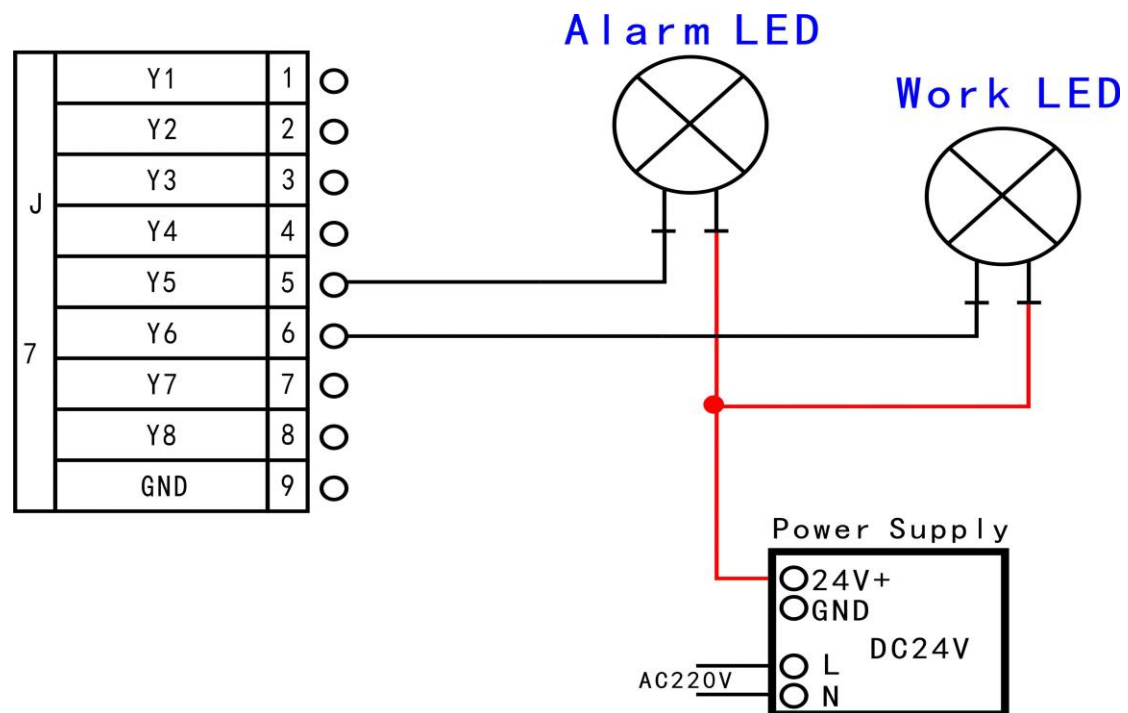 Alarm LED
Work LED
J7
Y1 1
Y2 2
Y3 3
Y4 4
Y5 5
Y6 6
Y7 7
Y8 8
GND 9
Power Supply
24V+
GND
DC24V
L
AC220V
N